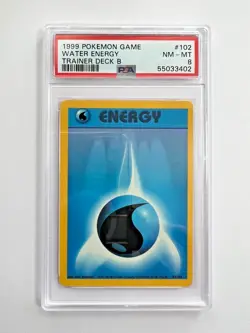 1999 POKEMON GAME #102
WATER ENERGY NM - MT
TRAINER DECK B PSA 8
55033402
ENERGY